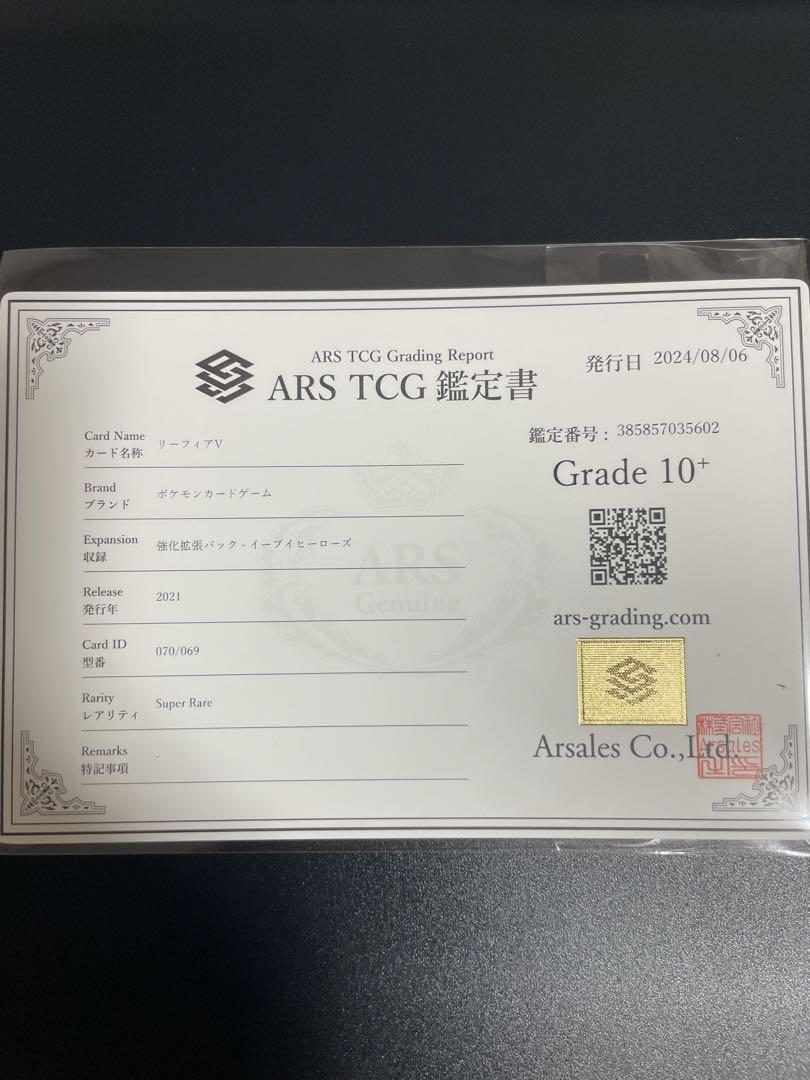 ARS TCG Grading Report
ARS TCG 鑑定書
発行日 2024/08/06
Card Name
カード名称
リーフィアV
Brand
ブランド
ポケモンカードゲーム
Expansion
収録
強化拡張パック - イーブイヒーローズ
Release
発行年
2021
Card ID
型番
070/069
Rarity
レアリティ
Super Rare
Remarks
特記事項
-
鑑定番号 : 385857035602
Grade 10+
ars-grading.com
Arsales Co.,Ltd.
ARS
Genuine
Arsales